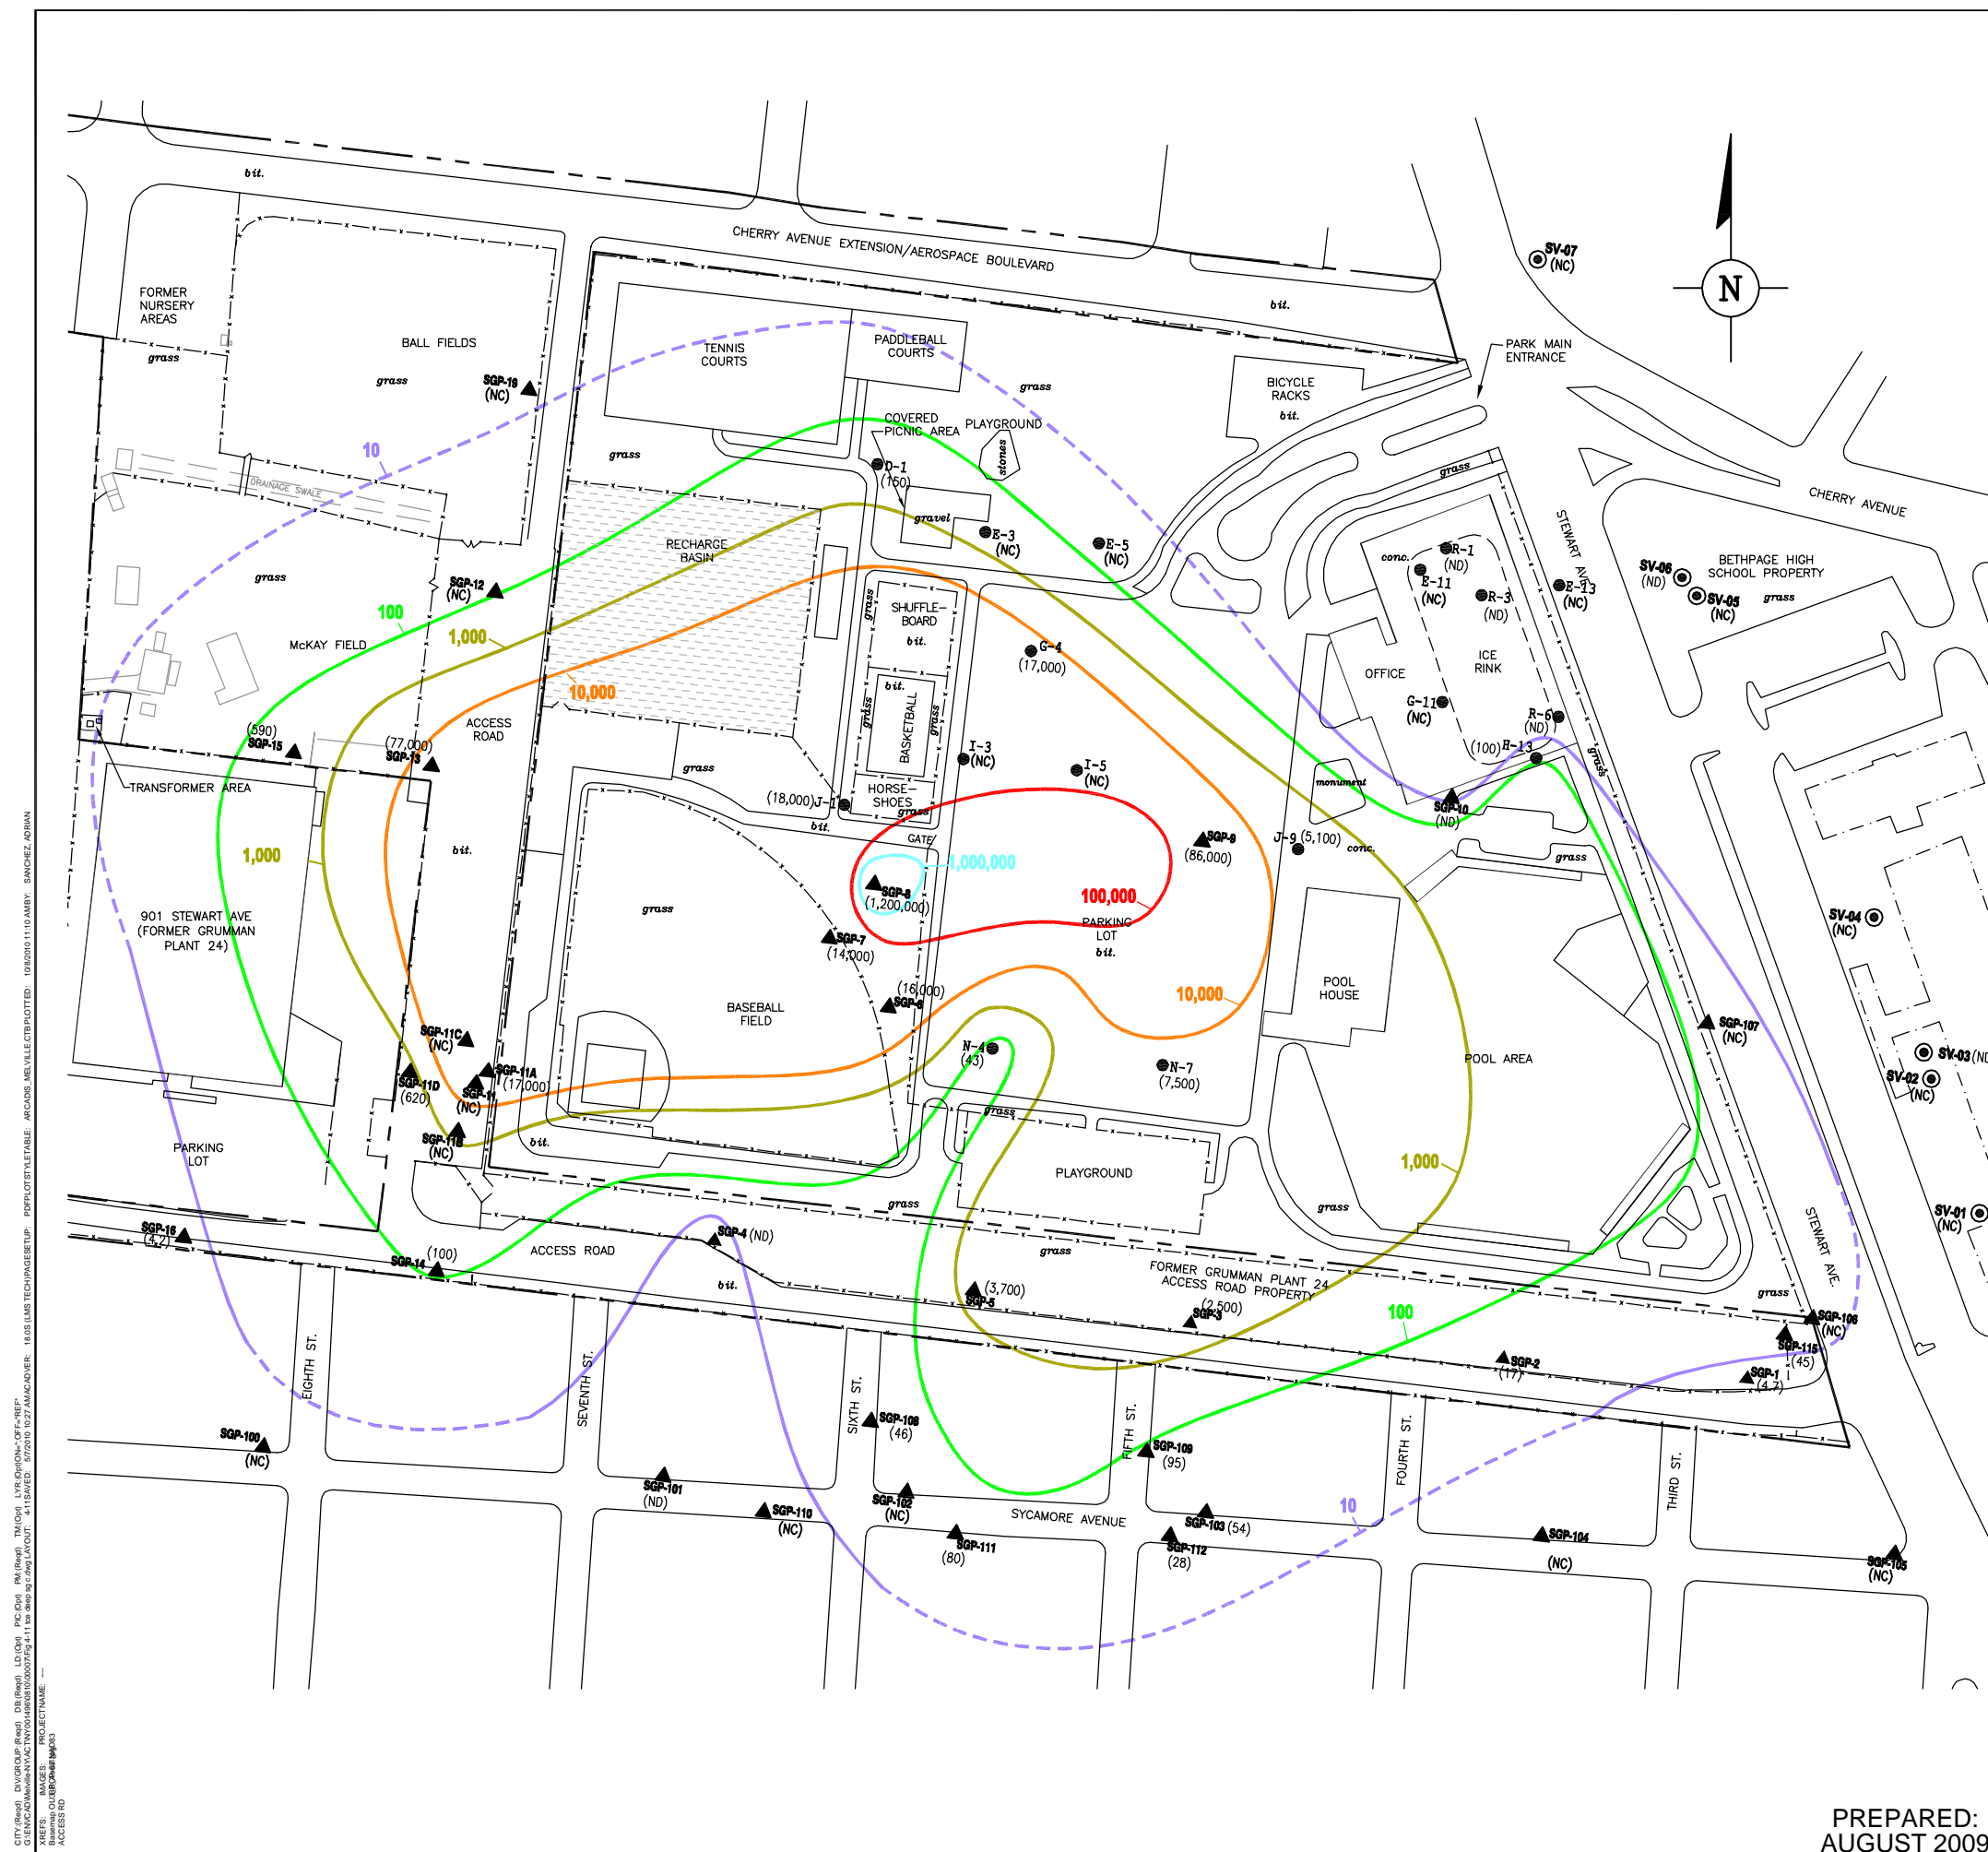 bit.
CHERRY AVENUE EXTENSION/AEROSPACE BOULEVARD
SV-07
(NC)
N
bit.
FORMER
NURSERY
AREAS
grass
BALL FIELDS
grass
SGP-19
(NC)
TENNIS
COURTS
PADDLEBALL
COURTS
grass
PARK MAIN
ENTRANCE
BICYCLE
RACKS
bit.
COVERED
PICNIC AREA
PLAYGROUND
stones
10
grass
D-1
(150)
DRAINAGE SWALE
gravel
grass
CHERRY AVENUE
STEWART AVE.
RECHARGE
BASIN
E-3
(NC)
E-5
(NC)
conc.
R-1
(ND)
E-11
(NC)
R-3
(ND)
E-13
(NC)
SV-06
(ND)
SV-05
(NC)
BETHPAGE HIGH
SCHOOL PROPERTY
grass
grass
SGP-12
(NC)
100
1,000
McKAY FIELD
grass
SHUFFLE-
BOARD
bit.
G-4
(17,000)
OFFICE
ICE
RINK
10,000
bit.
grass
BASKETBALL
grass
G-11
(NC)
R-6
(ND)
ACCESS
ROAD
(590)
SGP-15
(77,000)
SGP-13
I-3
(NC)
I-5
(NC)
(100)
H-13
grass
grass
monument
TRANSFORMER AREA
(18,000)
J-1
HORSE-
SHOES
grass
bit.
GATE
SGP-10
(ND)
SGP-9
(86,000)
J-9
(5,100)
conc.
grass
1,000
bit.
1,000,000
SGP-8
(1,200,000)
100,000
PARKING
LOT
bit.
901 STEWART AVE
(FORMER GRUMMAN
PLANT 24)
grass
SGP-7
(14,000)
SV-04
(NC)
(16,000)
SGP-6
10,000
POOL
HOUSE
BASEBALL
FIELD
SGP-107
(NC)
SGP-11C
(NC)
N-4
(43)
POOL AREA
SV-03
SV-02
(NC)
SGP-11D
(620)
SGP-11A
(17,000)
SGP-11
(NC)
N-7
(7,500)
grass
SGP-11B
(NC)
bit.
PARKING
LOT
PLAYGROUND
1,000
grass
grass
SV-01
(NC)
SGP-16
(4.2)
SGP-4
(ND)
ACCESS ROAD
grass
STEWART AVE.
(100)
SGP-14
bit.
FORMER GRUMMAN PLANT 24
ACCESS ROAD PROPERTY
(3,700)
SGP-5
(2,500)
SGP-3
100
grass
SGP-106
(NC)
SGP-115
(45)
SGP-2
(17)
SGP-1
(4.7)
EIGHTH ST.
SEVENTH ST.
SIXTH ST.
FIFTH ST.
FOURTH ST.
THIRD ST.
SGP-108
(46)
SGP-100
(NC)
SGP-109
(95)
SGP-101
(ND)
SGP-102
(NC)
SGP-110
(NC)
SYCAMORE AVENUE
SGP-103
(54)
10
SGP-111
(80)
SGP-112
(28)
SGP-104
(NC)
SGP-105
(NC)
PREPARED:
AUGUST 2009
XREFS: IMAGES: PROJECTNAME: ----
ACCESS RD